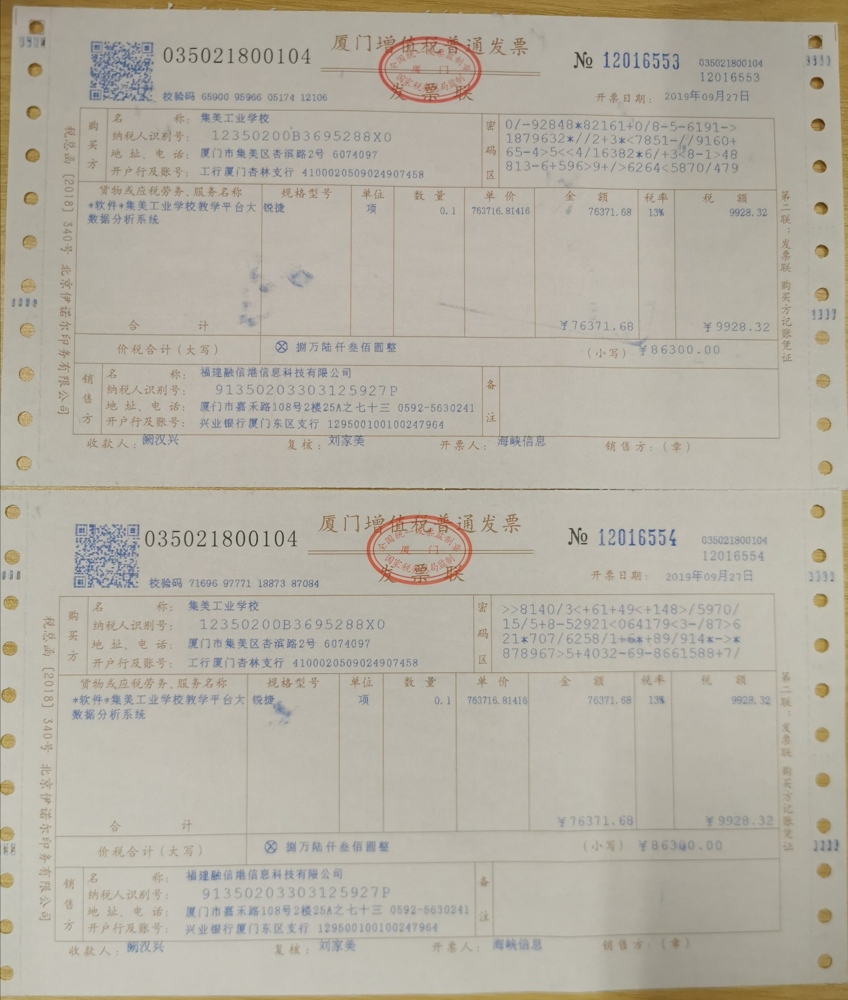 厦门增值税普通发票
035021800104
全国统一发票监制章
厦 门
国家税务总局监制
发 票 联
№ 12016553
035021800104
12016553
校验码 65900 95966 05174 12106
开票日期: 2019年09月27日
税总函 [2018] 340号 北京伊诺尔印务有限公司
购买方
名 称: 集美工业学校
纳税人识别号: 12350200B3695288X0
地 址、电 话: 厦门市集美区杏滨路2号 6074097
开户行及账号: 工行厦门杏林支行 4100020509024907458
密码区
0/-92848*82161+0/8-5-6191->
1879632*//2+3*<7851-//9160+
65-4>5<<4/16382*6/+3<8-1>48
813-6+596>9+/>6264<5870/479
货物或应税劳务、服务名称 规格型号 单位 数 量 单 价 金 额 税率 税 额
*软件*集美工业学校教学平台大 锐捷 项 0.1 763716.81416 76371.68 13% 9928.32
数据分析系统
合 计 ¥76371.68 ¥9928.32
价税合计(大写) ⊗ 捌万陆仟叁佰圆整 (小写) ¥86300.00
销售方
名 称: 福建融信港信息科技有限公司
纳税人识别号: 91350203303125927P
地 址、电 话: 厦门市嘉禾路108号2楼25A之七十三 0592-5630241
开户行及账号: 兴业银行厦门东区支行 129500100100247964
备注
收款人: 阙汉兴 复核: 刘家美 开票人: 海峡信息 销售方:(章)
第二联:发票联 购买方记账凭证
厦门增值税普通发票
035021800104
全国统一发票监制章
厦 门
国家税务总局监制
发 票 联
№ 12016554
035021800104
12016554
校验码 71696 97771 18873 87084
开票日期: 2019年09月27日
税总函 [2018] 340号 北京伊诺尔印务有限公司
购买方
名 称: 集美工业学校
纳税人识别号: 12350200B3695288X0
地 址、电 话: 厦门市集美区杏滨路2号 6074097
开户行及账号: 工行厦门杏林支行 4100020509024907458
密码区
>>8140/3<+61+49<+148>/5970/
15/5+8-52921<064179<3-/87>6
21*707/6258/1+6*+89/914*->*
878967>5+4032-69-8661588+7/
货物或应税劳务、服务名称 规格型号 单位 数 量 单 价 金 额 税率 税 额
*软件*集美工业学校教学平台大 锐捷 项 0.1 763716.81416 76371.68 13% 9928.32
数据分析系统
合 计 ¥76371.68 ¥9928.32
价税合计(大写) ⊗ 捌万陆仟叁佰圆整 (小写) ¥86300.00
销售方
名 称: 福建融信港信息科技有限公司
纳税人识别号: 91350203303125927P
地 址、电 话: 厦门市嘉禾路108号2楼25A之七十三 0592-5630241
开户行及账号: 兴业银行厦门东区支行 129500100100247964
备注
收款人: 阙汉兴 复核: 刘家美 开票人: 海峡信息 销售方:(章)
第二联:发票联 购买方记账凭证